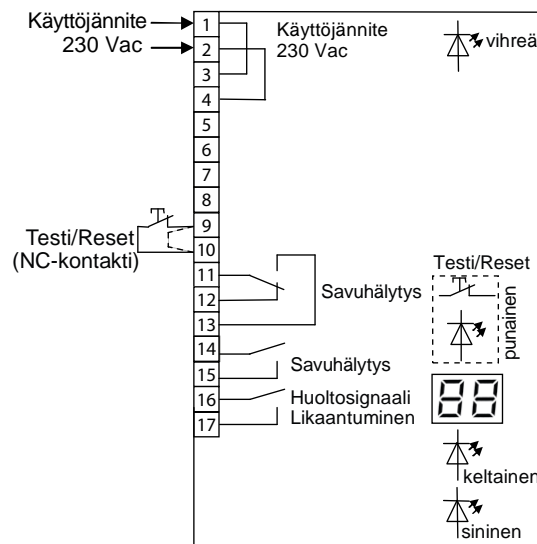 Käyttöjännite
230 Vac
1
2
3
4
5
6
7
8
9
10
11
12
13
14
15
16
17
Käyttöjännite
230 Vac
vihreä
Testi/Reset
(NC-kontakti)
Savuhälytys
Testi/Reset
punainen
Savuhälytys
Huoltosignaali
Likaantuminen
88
keltainen
sininen